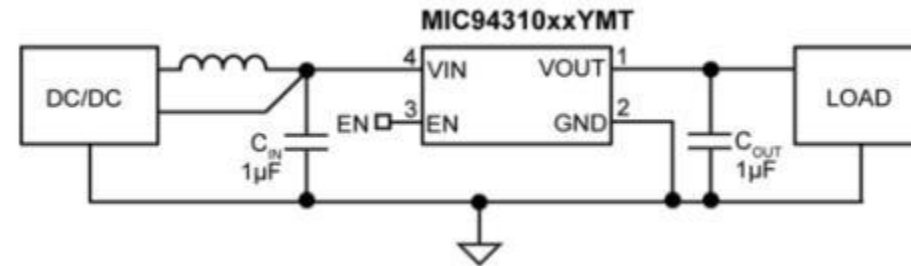 MIC94310xxYMT
DC/DC
4
VIN
VOUT
1
LOAD
EN
3
EN
GND
2
CIN
1µF
COUT
1µF